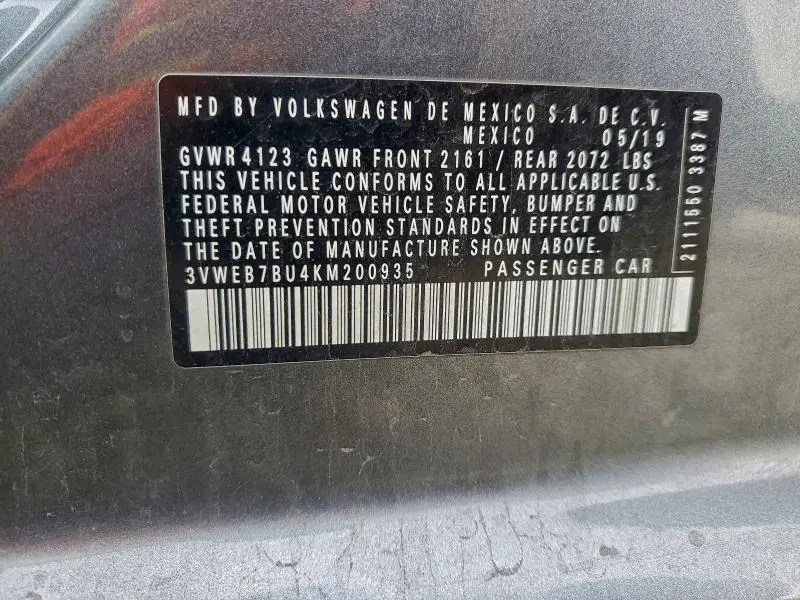 MFD BY VOLKSWAGEN DE MEXICO S.A. DE C.V.
MEXICO 05/19
GVWR 4123 GAWR FRONT 2161 / REAR 2072 LBS
THIS VEHICLE CONFORMS TO ALL APPLICABLE U.S.
FEDERAL MOTOR VEHICLE SAFETY, BUMPER AND
THEFT PREVENTION STANDARDS IN EFFECT ON
THE DATE OF MANUFACTURE SHOWN ABOVE.
3VWEB7BU4KM200935 PASSENGER CAR
2111550 3387 M